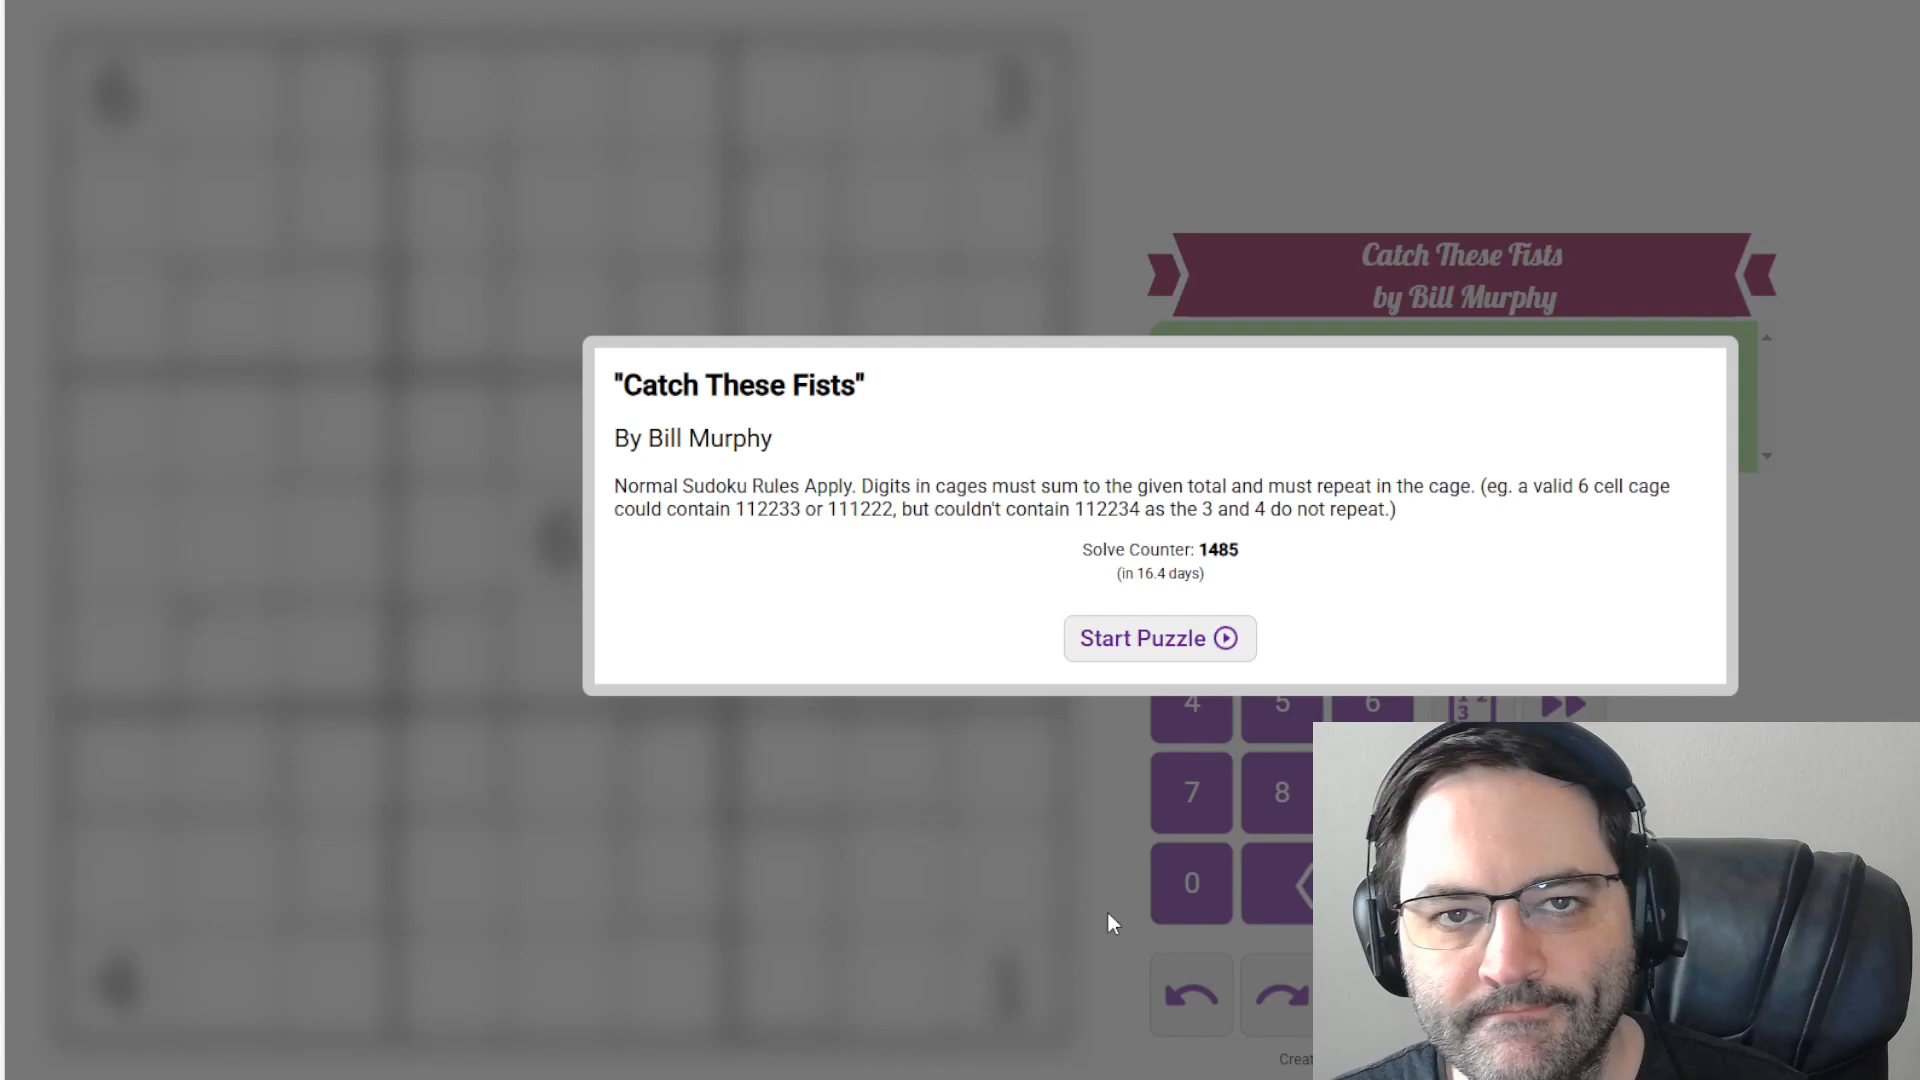 Catch These Fists
by Bill Murphy
"Catch These Fists"
By Bill Murphy
Normal Sudoku Rules Apply. Digits in cages must sum to the given total and must repeat in the cage. (eg. a valid 6 cell cage
could contain 112233 or 111222, but couldn't contain 112234 as the 3 and 4 do not repeat.)
Solve Counter: 1485
(in 16.4 days)
Start Puzzle
4 5 6
3
7 8
0